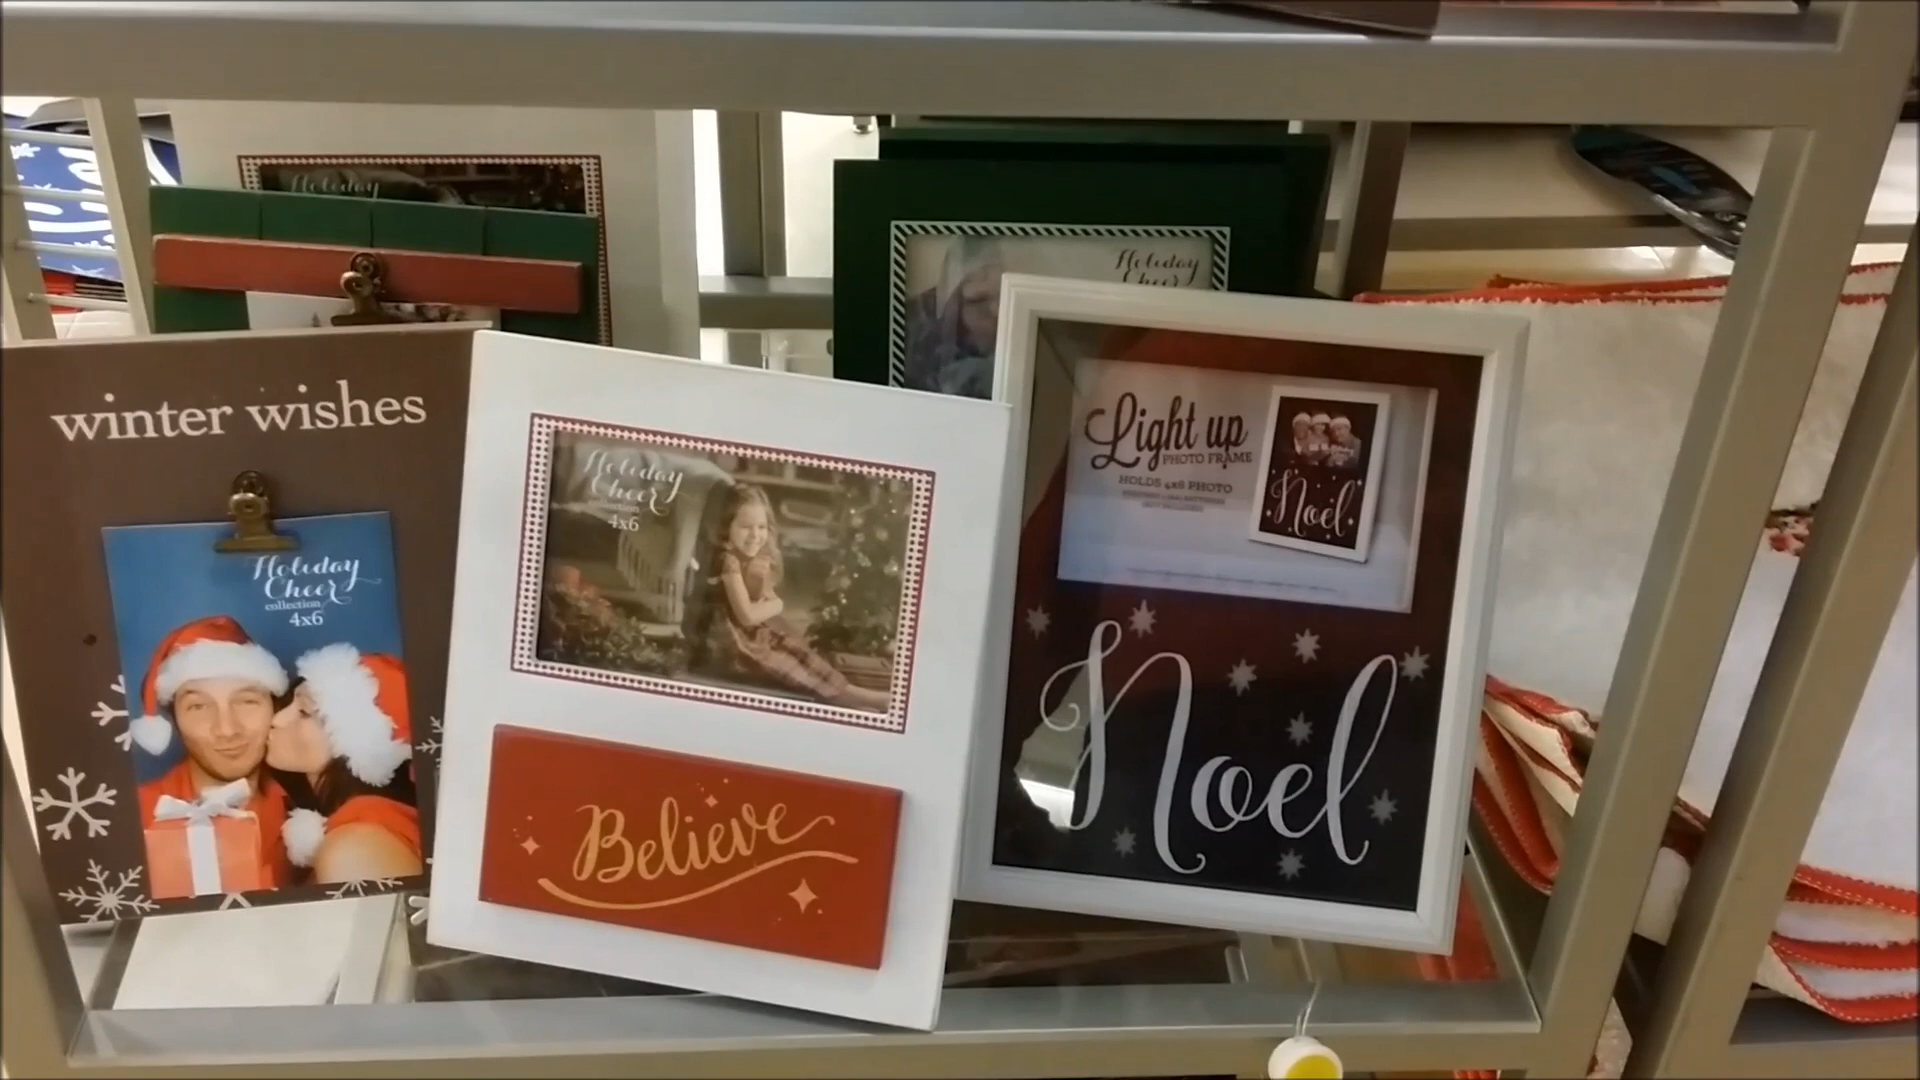 Holiday
Holiday
Cheer
winter wishes
Holiday
Cheer
collection
4x6
Holiday
Cheer
collection
4x6
Believe
Light up
PHOTO FRAME
HOLDS 4x6 PHOTO
Noel
Noel